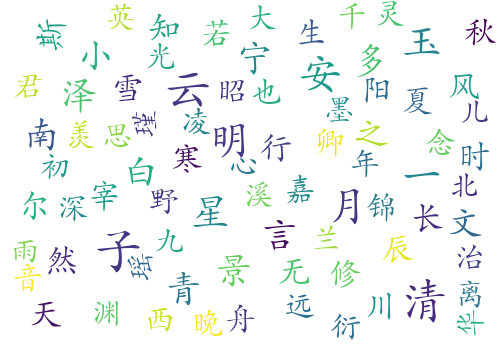 英 大 千 灵
斯 知 若 生 秋
小 光 宁 多 玉
君 泽 雪 云 昭 也 安 阳 夏 风
南 羡 思 瑾 凌 明 墨 卿 之 念 儿
初 白 寒 心 行 年 一 时
尔 深 宰 野 星 溪 嘉 月 锦 长 北 文
雨 然 子 九 言 兰 辰
音 瑶 青 景 无 修 治
天 渊 西 晚 舟 远 衍 川 清 离 华